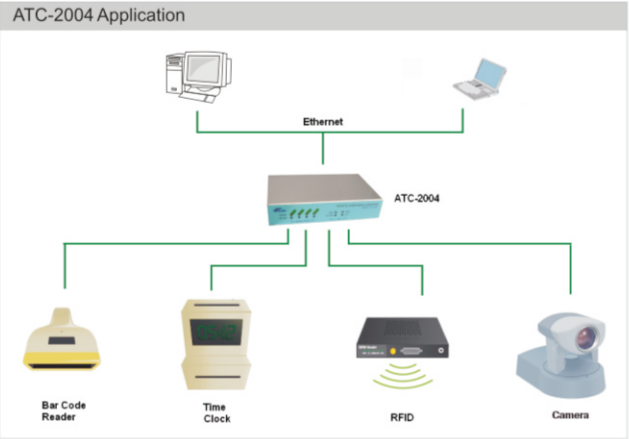 ATC-2004 Application
Ethernet
ATC-2004
Bar Code
Reader
Time
Clock
RFID
Camera